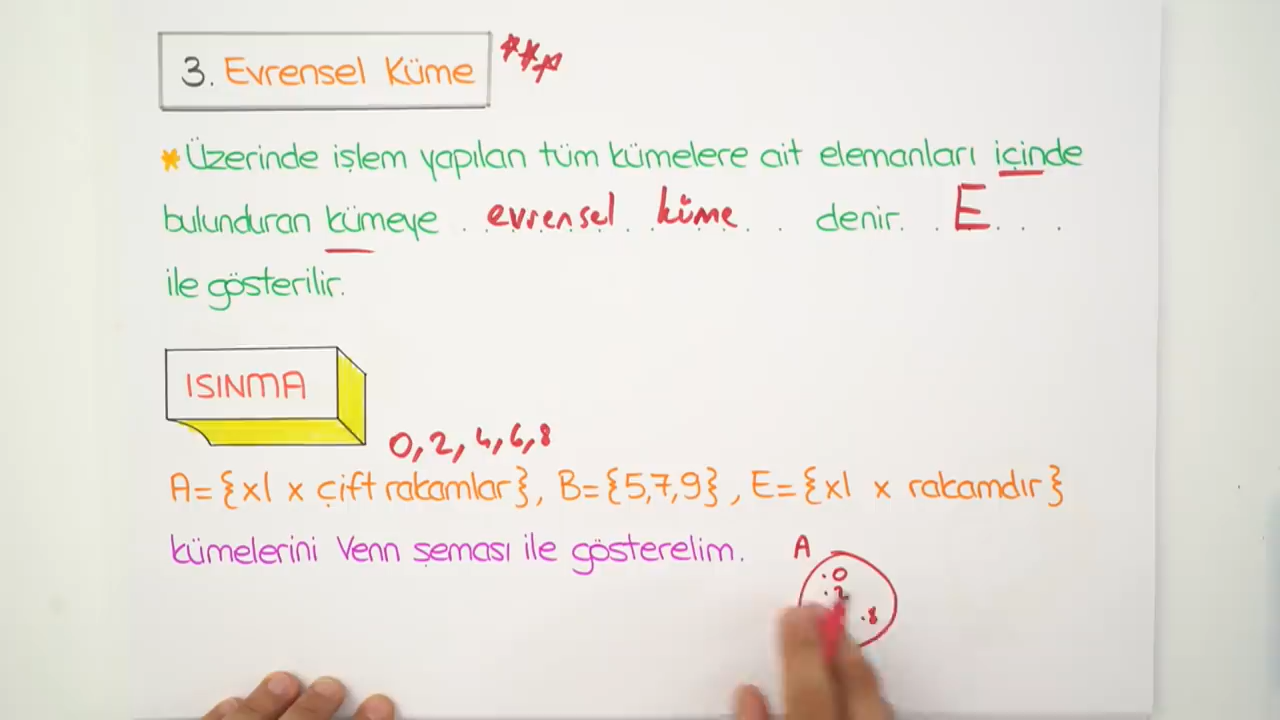 3. Evrensel Küme ***
* Üzerinde işlem yapılan tüm kümelere ait elemanları içinde
bulunduran kümeye . evrensel küme . . denir. . E . . .
ile gösterilir.
ISINMA
0, 2, 4, 6, 8
A = {x| x çift rakamlar}, B = {5,7,9}, E = {x| x rakamdır}
kümelerini Venn şeması ile gösterelim.
A
.0
.2
.8